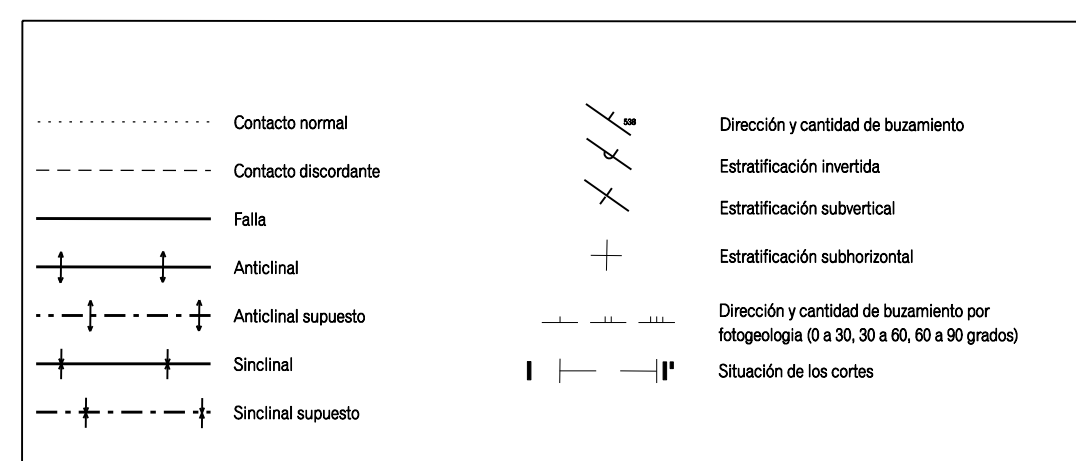 Contacto normal
Contacto discordante
Falla
Anticlinal
Anticlinal supuesto
Sinclinal
Sinclinal supuesto
538
Dirección y cantidad de buzamiento
Estratificación invertida
Estratificación subvertical
Estratificación subhorizontal
Dirección y cantidad de buzamiento por
fotogeologia (0 a 30, 30 a 60, 60 a 90 grados)
I I'
Situación de los cortes